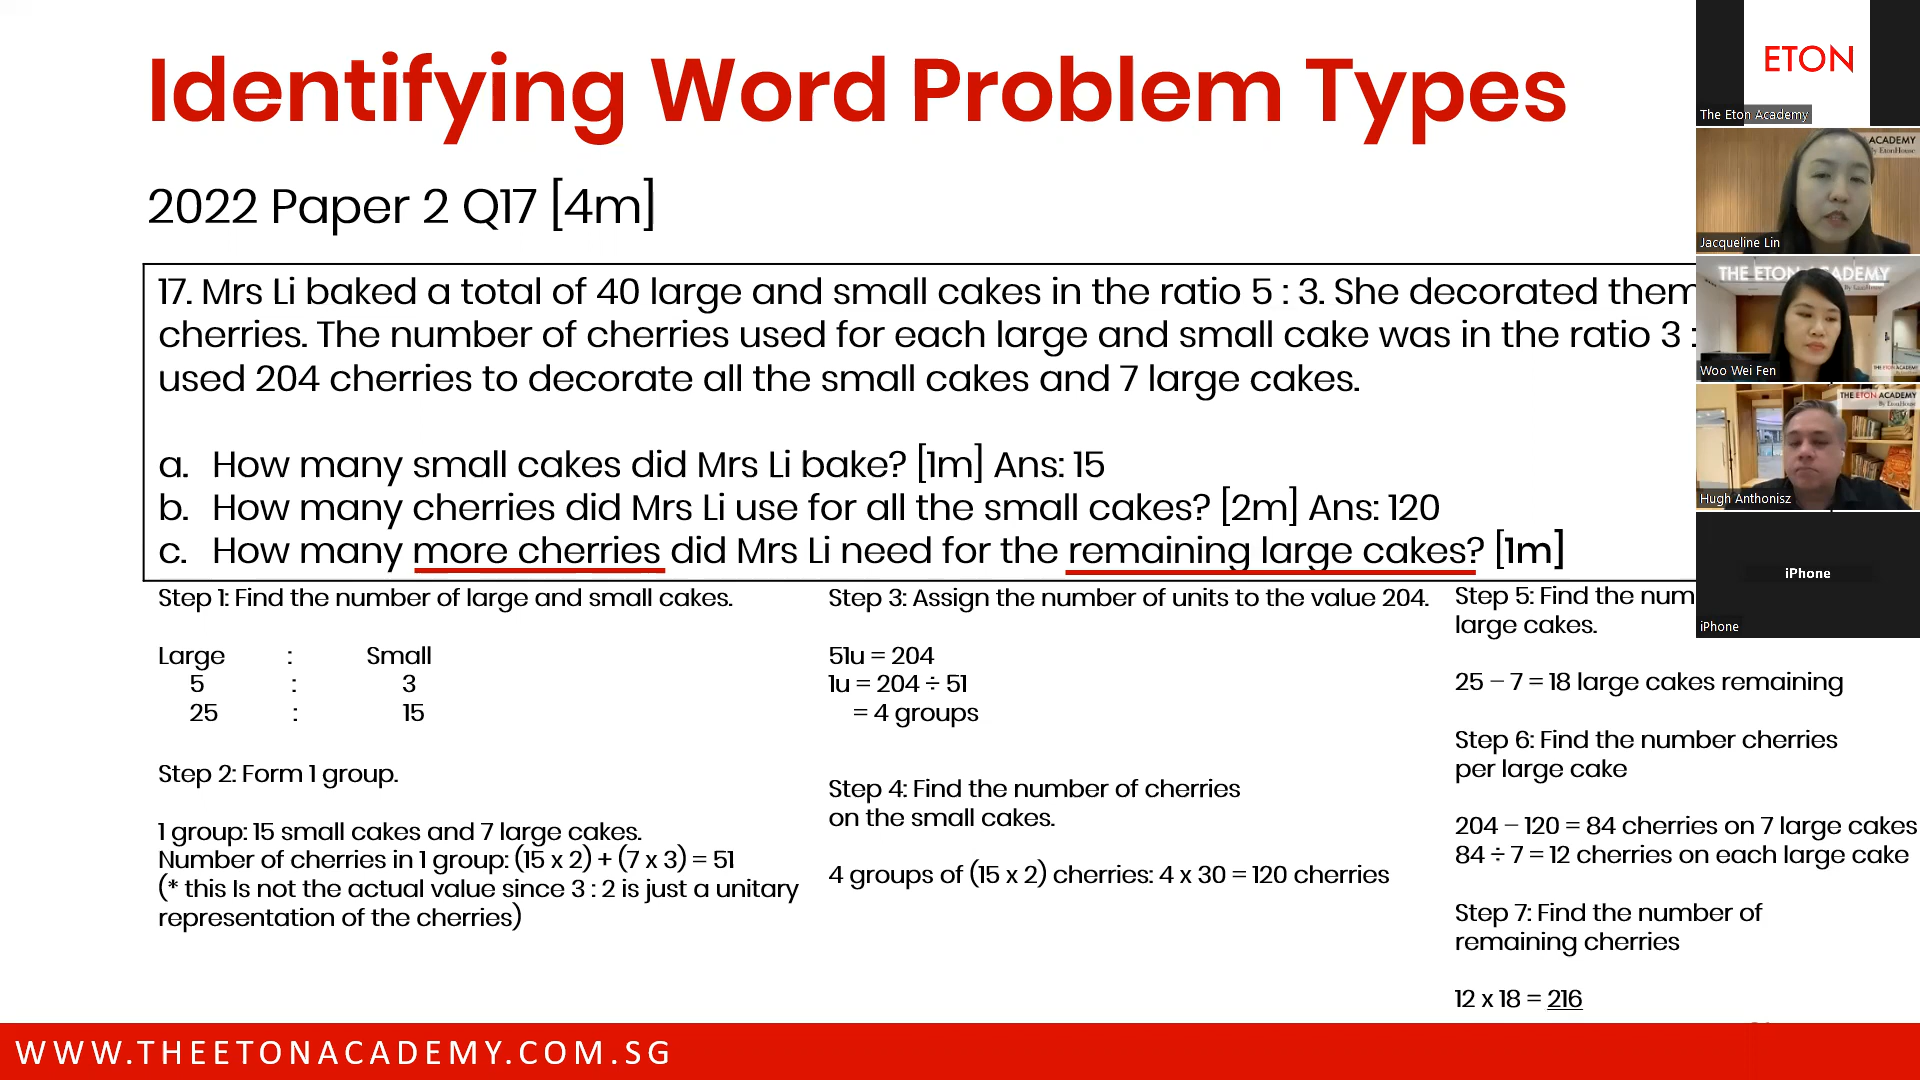 Identifying Word Problem Types
2022 Paper 2 Q17 [4m]
17. Mrs Li baked a total of 40 large and small cakes in the ratio 5 : 3. She decorated them
cherries. The number of cherries used for each large and small cake was in the ratio 3 :
used 204 cherries to decorate all the small cakes and 7 large cakes.
a. How many small cakes did Mrs Li bake? [1m] Ans: 15
b. How many cherries did Mrs Li use for all the small cakes? [2m] Ans: 120
c. How many more cherries did Mrs Li need for the remaining large cakes? [1m]
Step 1: Find the number of large and small cakes.
Large : Small
5 : 3
25 : 15
Step 2: Form 1 group.
1 group: 15 small cakes and 7 large cakes.
Number of cherries in 1 group: (15 x 2) + (7 x 3) = 51
(* this Is not the actual value since 3 : 2 is just a unitary
representation of the cherries)
Step 3: Assign the number of units to the value 204.
51u = 204
1u = 204 ÷ 51
= 4 groups
Step 4: Find the number of cherries
on the small cakes.
4 groups of (15 x 2) cherries: 4 x 30 = 120 cherries
Step 5: Find the num
large cakes.
25 – 7 = 18 large cakes remaining
Step 6: Find the number cherries
per large cake
204 – 120 = 84 cherries on 7 large cakes
84 ÷ 7 = 12 cherries on each large cake
Step 7: Find the number of
remaining cherries
12 x 18 = 216
WWW.THEETONACADEMY.COM.SG
ETON
The Eton Academy
ACADEMY
By EtonHouse
Jacqueline Lin
THE ETON ACADEMY
Woo Wei Fen
THE ETON ACADEMY
By EtonHouse
Hugh Anthonisz
iPhone
iPhone